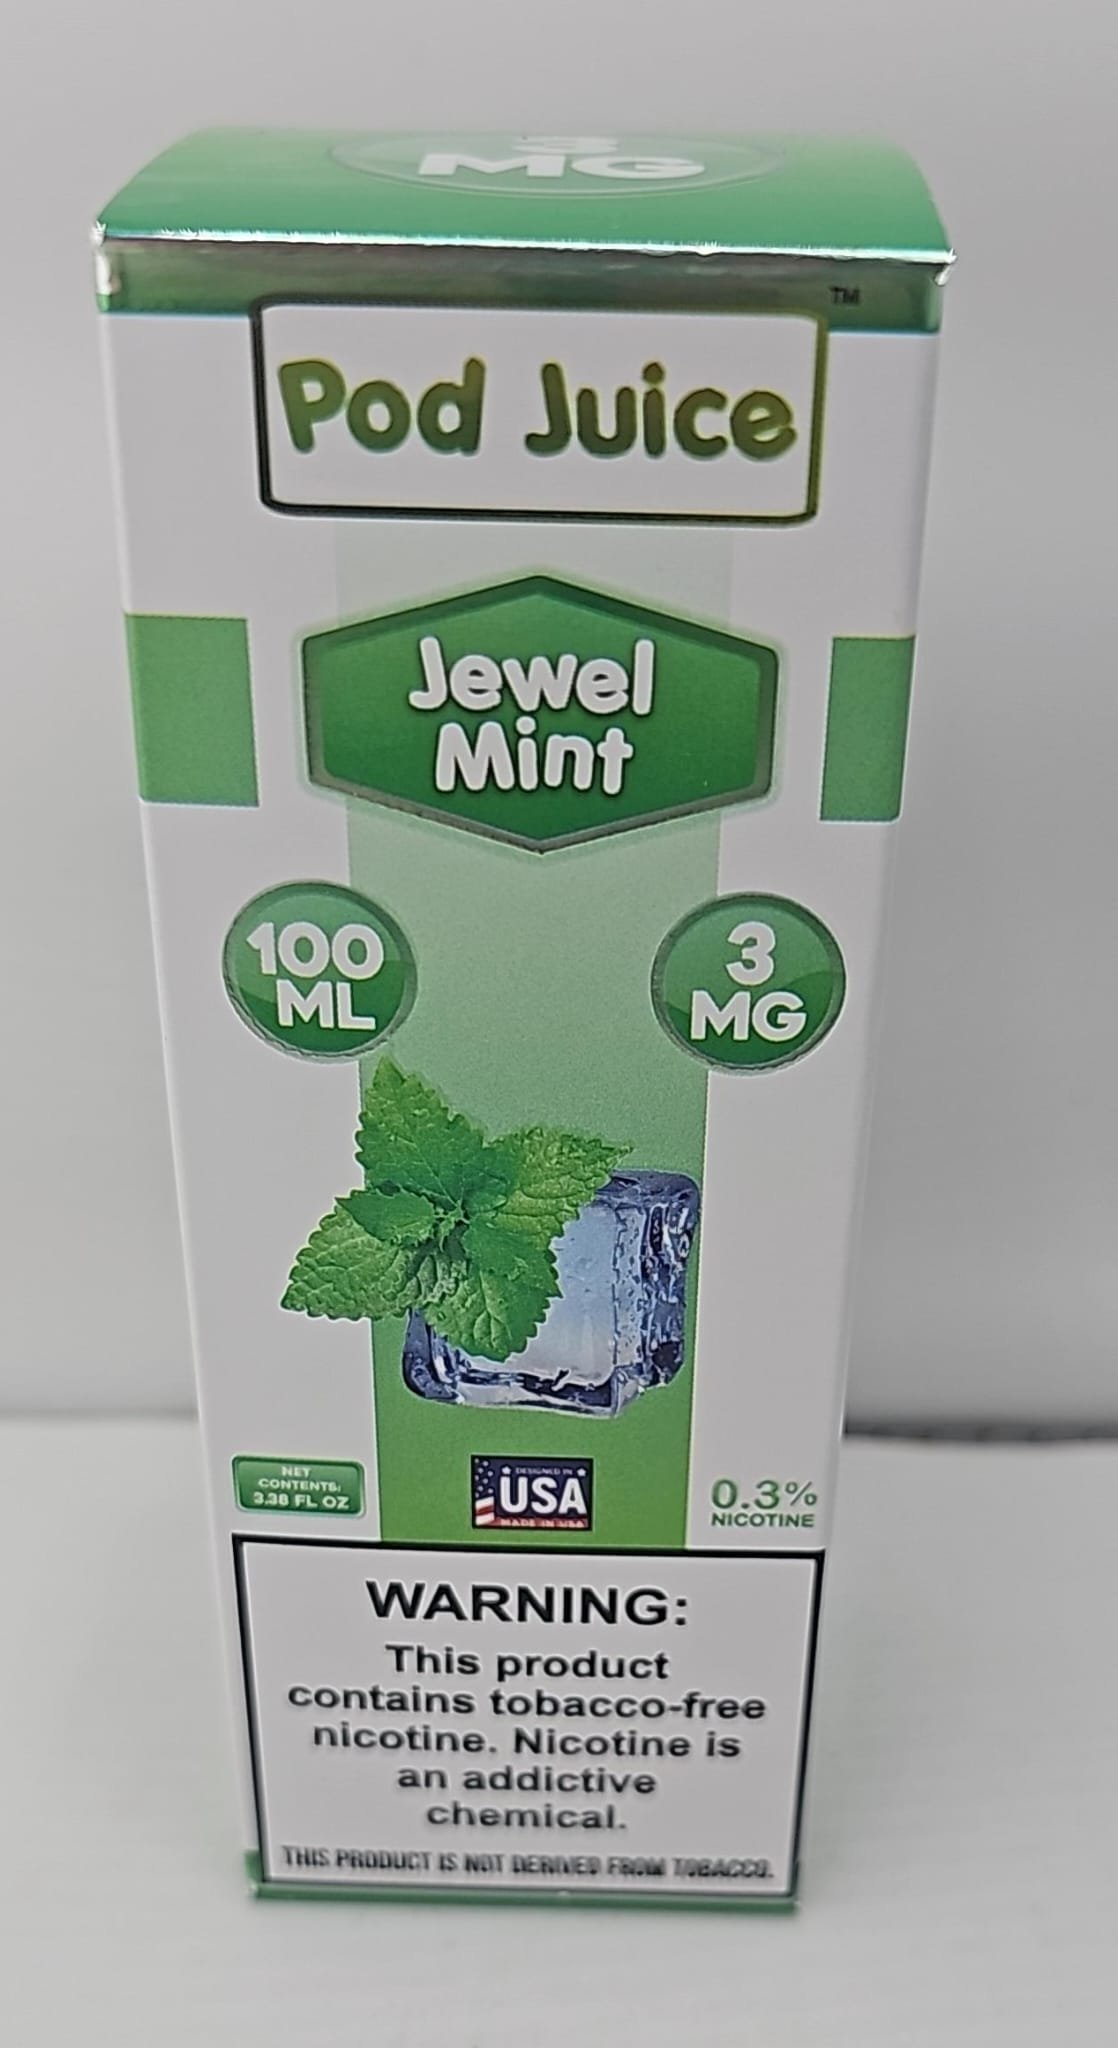 3
MG
TM
Pod Juice
Jewel
Mint
100
ML
3
MG
NET
CONTENTS:
3.38 FL OZ
DESIGNED IN
USA
MADE IN USA
0.3%
NICOTINE
WARNING:
This product
contains tobacco-free
nicotine. Nicotine is
an addictive
chemical.
THIS PRODUCT IS NOT DERIVED FROM TOBACCO.